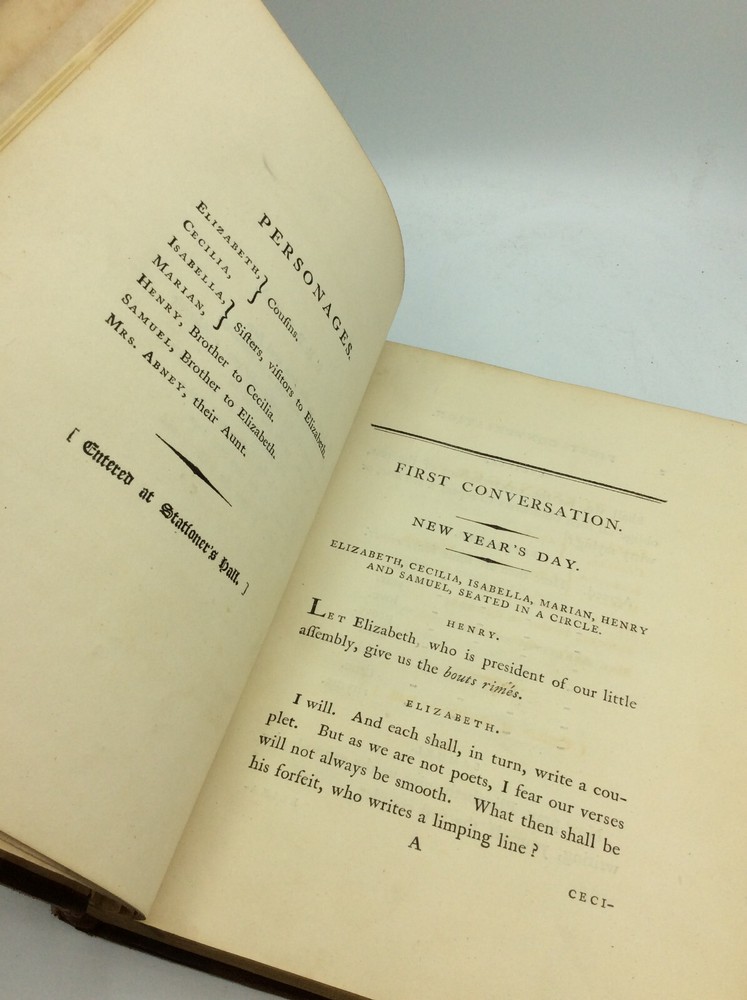 PERSONAGES.
ELIZABETH, } Cousins.
CECILIA,
ISABELLA, } Sisters, visitors to Elizabeth.
MARIAN,
HENRY, Brother to Cecilia.
SAMUEL, Brother to Elizabeth.
MRS. ABNEY, their Aunt.
[ Entered at Stationer's Hall. ]
FIRST CONVERSATION.
NEW YEAR'S DAY.
ELIZABETH, CECILIA, ISABELLA, MARIAN, HENRY
AND SAMUEL, SEATED IN A CIRCLE.
HENRY.
LET Elizabeth who is president of our little
assembly, give us the bouts rimés.
ELIZABETH.
I will. And each shall, in turn, write a cou-
plet. But as we are not poets, I fear our verses
will not always be smooth. What then shall be
his forfeit, who writes a limping line?
A
CECI-